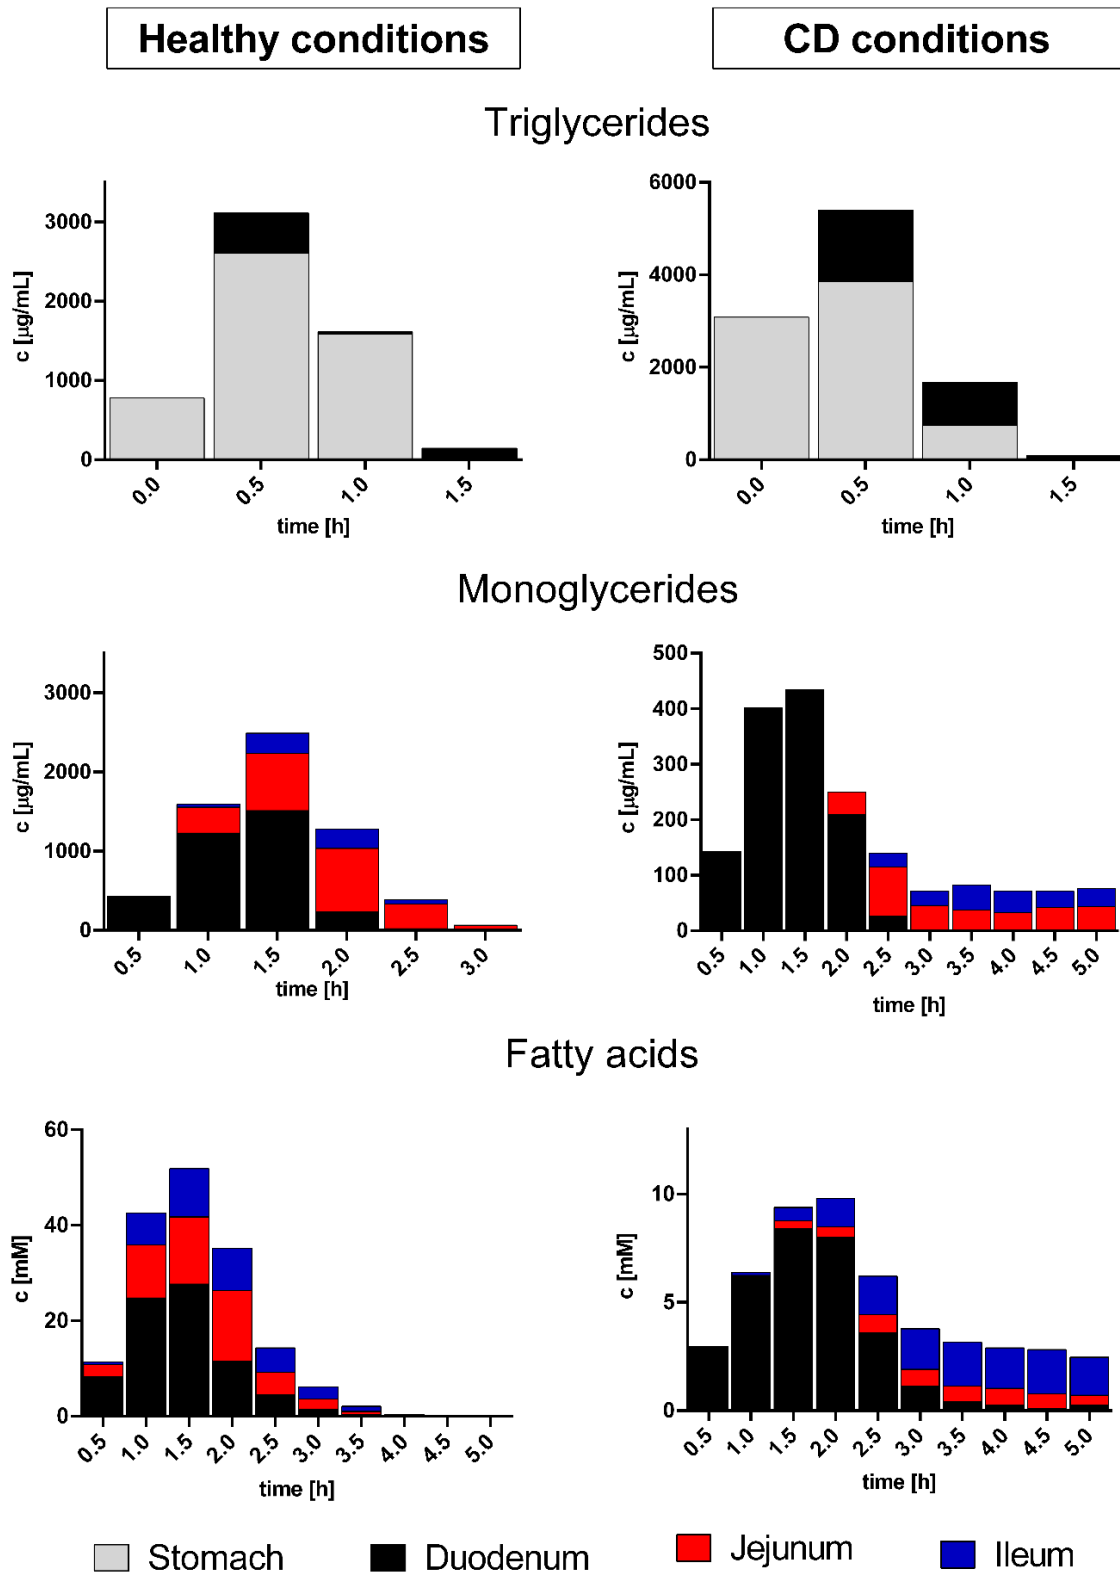 Healthy conditions
CD conditions
Triglycerides
c [µg/mL]
3000
2000
1000
0
0.0 0.5 1.0 1.5
time [h]
c [µg/mL]
6000
4000
2000
0
0.0 0.5 1.0 1.5
time [h]
Monoglycerides
c [µg/mL]
3000
2000
1000
0
0.5 1.0 1.5 2.0 2.5 3.0
time [h]
c [µg/mL]
500
400
300
200
100
0
0.5 1.0 1.5 2.0 2.5 3.0 3.5 4.0 4.5 5.0
time [h]
Fatty acids
c [mM]
60
40
20
0
0.5 1.0 1.5 2.0 2.5 3.0 3.5 4.0 4.5 5.0
time [h]
c [mM]
10
5
0
0.5 1.0 1.5 2.0 2.5 3.0 3.5 4.0 4.5 5.0
time [h]
Stomach Duodenum Jejunum Ileum